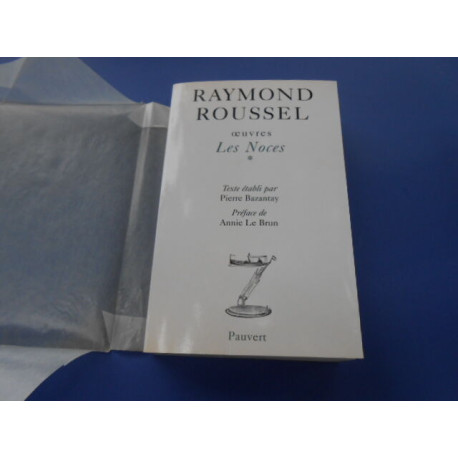 RAYMOND
ROUSSEL
œuvres
Les Noces
*
Texte établi par
Pierre Bazantay
Préface de
Annie Le Brun
Pauvert